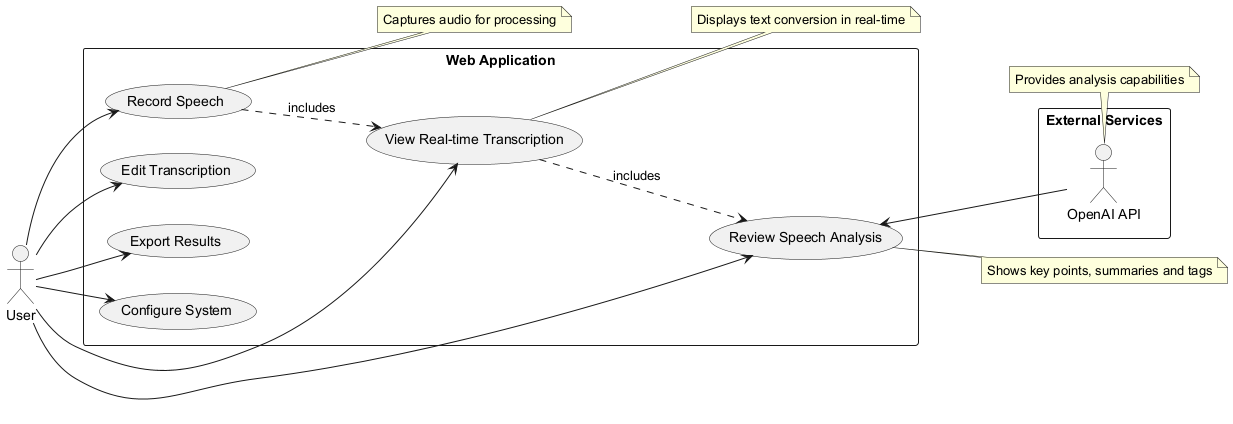 Captures audio for processing
Displays text conversion in real-time
Web Application
Provides analysis capabilities
Record Speech
includes
View Real-time Transcription
External Services
Edit Transcription
includes
OpenAI API
Export Results
Review Speech Analysis
Shows key points, summaries and tags
Configure System
User